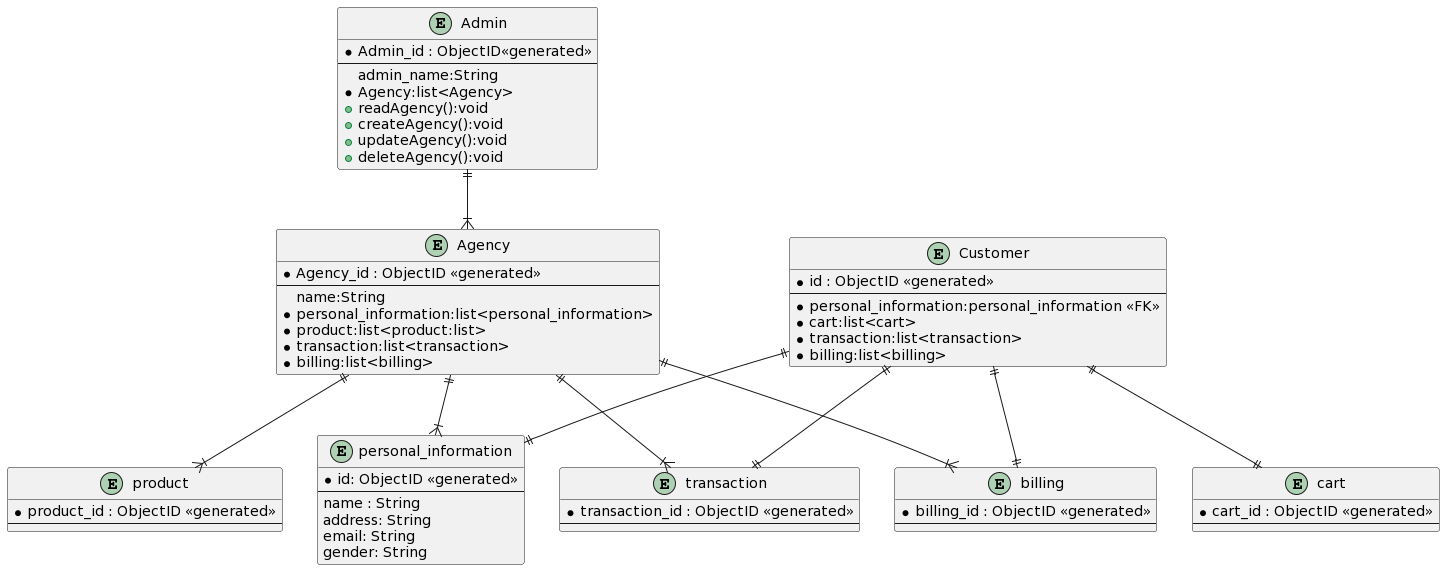 E Admin
Admin_id : ObjectID«generated»
admin_name:String
Agency:list<Agency>
readAgency():void
createAgency():void
updateAgency():void
deleteAgency():void
E Agency
Agency_id : ObjectID «generated»
name:String
personal_information:list<personal_information>
product:list<product:list>
transaction:list<transaction>
billing:list<billing>
E Customer
id : ObjectID «generated»
personal_information:personal_information «FK»
cart:list<cart>
transaction:list<transaction>
billing:list<billing>
E product
product_id : ObjectID «generated»
E personal_information
id: ObjectID «generated»
name : String
address: String
email: String
gender: String
E transaction
transaction_id : ObjectID «generated»
E billing
billing_id : ObjectID «generated»
E cart
cart_id : ObjectID «generated»